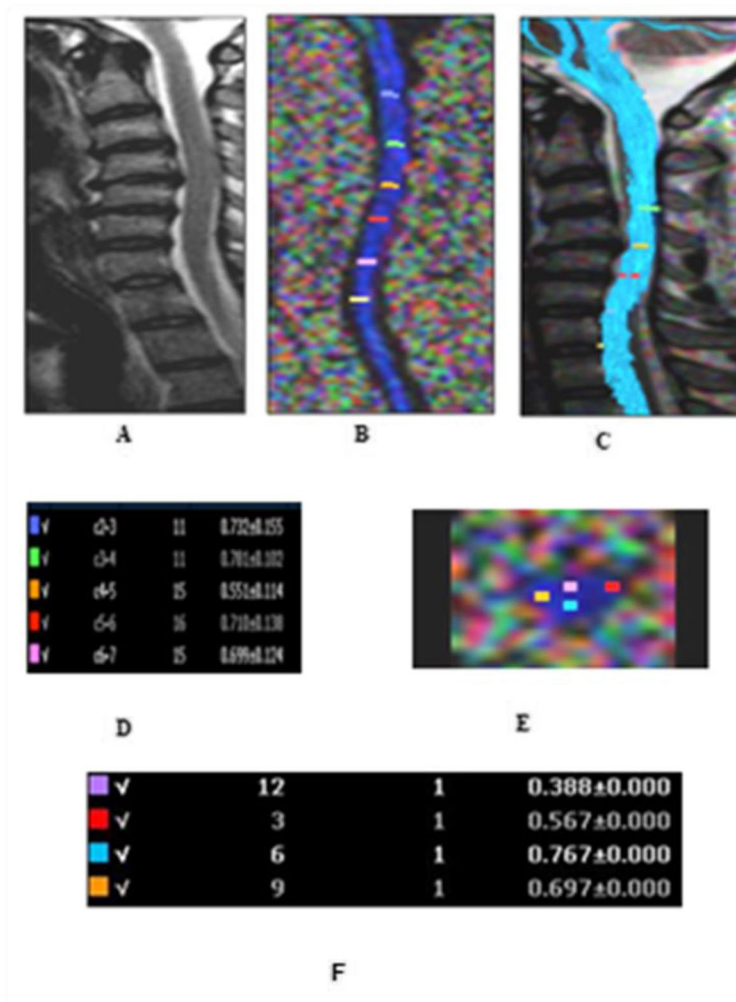 A
B
C
√ c2-3 11 0.732±0.155
√ c3-4 11 0.701±0.102
√ c4-5 15 0.551±0.114
√ c5-6 16 0.710±0.138
√ c6-7 15 0.699±0.124
D
E
√ 12 1 0.388±0.000
√ 3 1 0.567±0.000
√ 6 1 0.767±0.000
√ 9 1 0.697±0.000
F